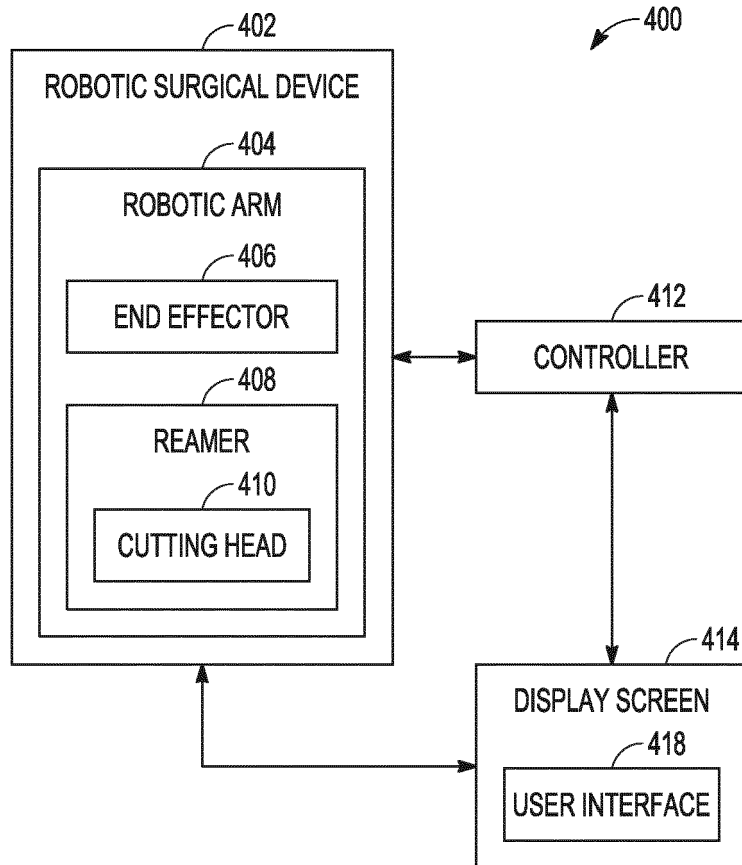 402
400
ROBOTIC SURGICAL DEVICE
404
ROBOTIC ARM
406
END EFFECTOR
412
CONTROLLER
408
REAMER
410
CUTTING HEAD
414
DISPLAY SCREEN
418
USER INTERFACE